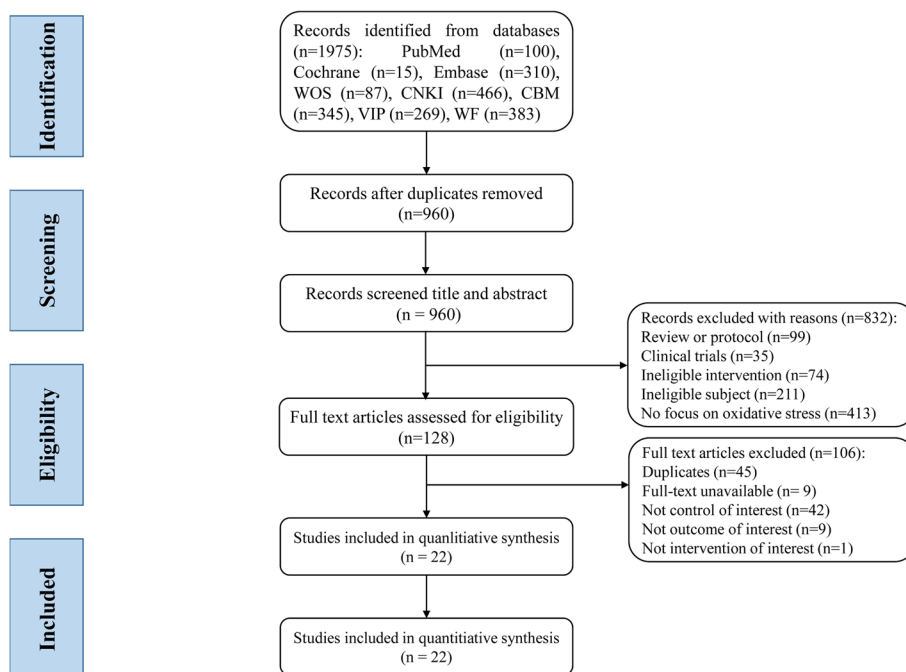 Identification
Records identified from databases
(n=1975): PubMed (n=100),
Cochrane (n=15), Embase (n=310),
WOS (n=87), CNKI (n=466), CBM
(n=345), VIP (n=269), WF (n=383)
Screening
Records after duplicates removed
(n=960)
Records screened title and abstract
(n = 960)
Records excluded with reasons (n=832):
Review or protocol (n=99)
Clinical trials (n=35)
Ineligible intervention (n=74)
Ineligible subject (n=211)
No focus on oxidative stress (n=413)
Eligibility
Full text articles assessed for eligibility
(n=128)
Full text articles excluded (n=106):
Duplicates (n=45)
Full-text unavailable (n= 9)
Not control of interest (n=42)
Not outcome of interest (n=9)
Not intervention of interest (n=1)
Studies included in quanlitiative synthesis
(n = 22)
Included
Studies included in quantitiative synthesis
(n = 22)